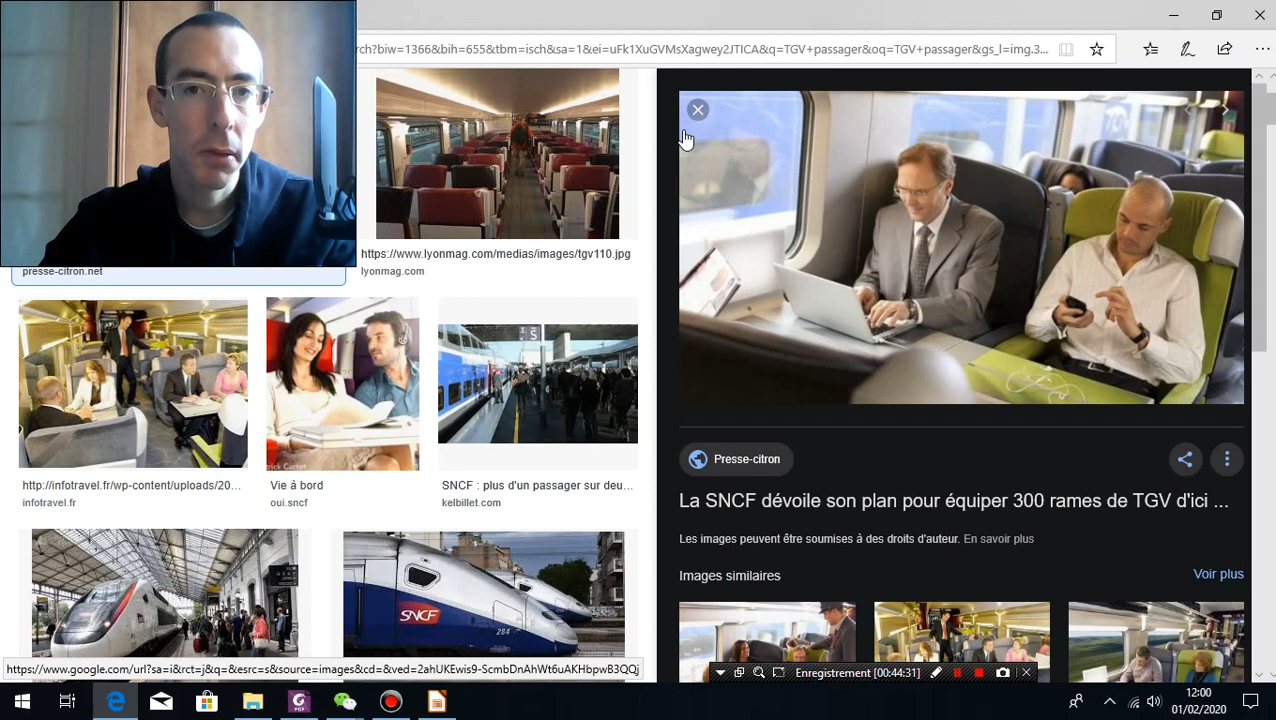 rch?biw=1366&bih=655&tbm=isch&sa=1&ei=uFk1XuGVMsXagwey2JTICA&q=TGV+passager&oq=TGV+passager&gs_l=img.3...
presse-citron.net
https://www.lyonmag.com/medias/images/tgv110.jpg
lyonmag.com
http://infotravel.fr/wp-content/uploads/20...
infotravel.fr
Vie à bord
oui.sncf
SNCF : plus d'un passager sur deu...
kelbillet.com
SNCF
284
Presse-citron
La SNCF dévoile son plan pour équiper 300 rames de TGV d'ici ...
Les images peuvent être soumises à des droits d'auteur. En savoir plus
Images similaires
Voir plus
https://www.google.com/url?sa=i&rct=j&q=&esrc=s&source=images&cd=&ved=2ahUKEwis9-ScmbDnAhWt6uAKHbpwB3QQj
Enregistrement [00:44:31]
12:00
01/02/2020